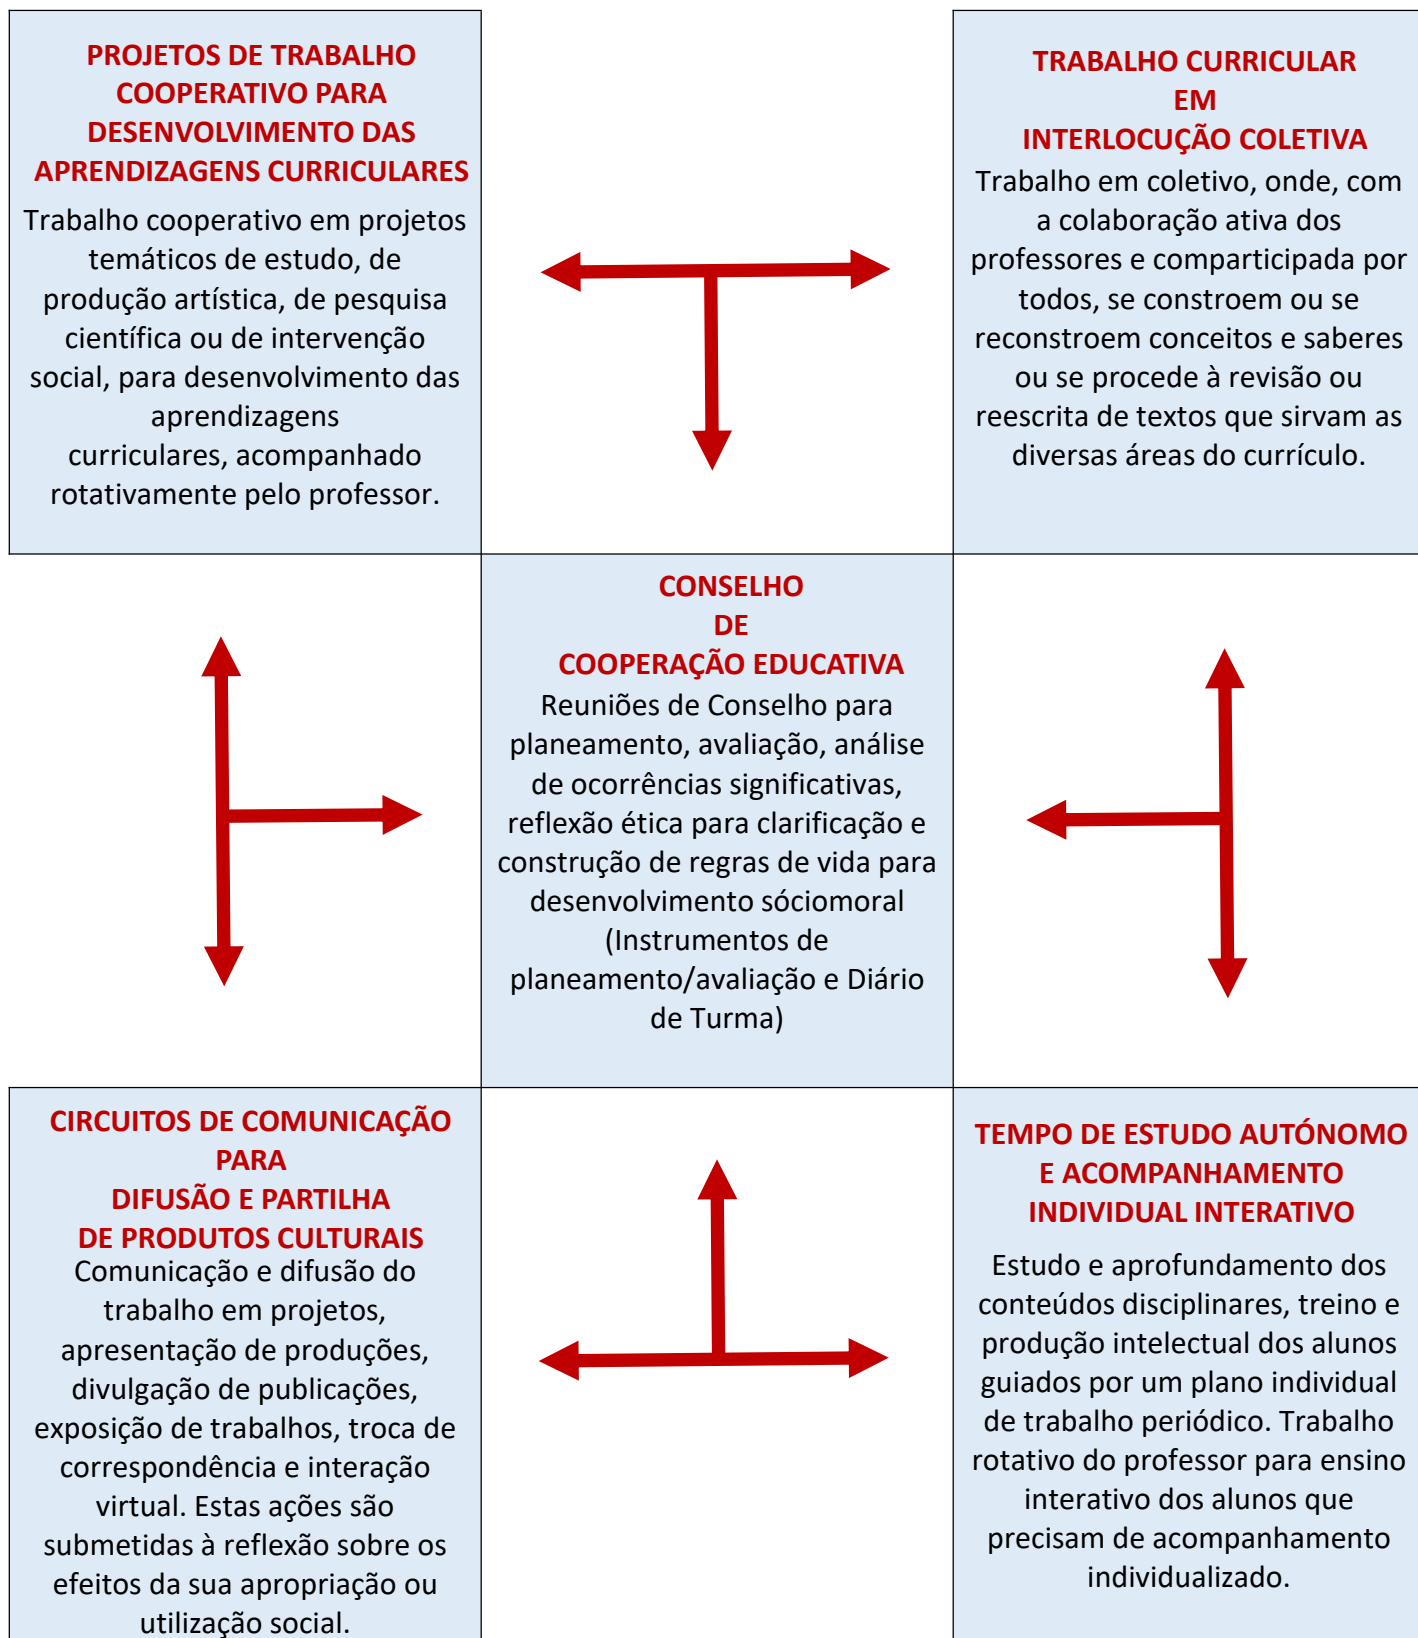 PROJETOS DE TRABALHO
COOPERATIVO PARA
DESENVOLVIMENTO DAS
APRENDIZAGENS CURRICULARES
Trabalho cooperativo em projetos
temáticos de estudo, de
produção artística, de pesquisa
científica ou de intervenção
social, para desenvolvimento das
aprendizagens
curriculares, acompanhado
rotativamente pelo professor.
TRABALHO CURRICULAR
EM
INTERLOCUÇÃO COLETIVA
Trabalho em coletivo, onde, com
a colaboração ativa dos
professores e comparticipada por
todos, se constroem ou se
reconstroem conceitos e saberes
ou se procede à revisão ou
reescrita de textos que sirvam as
diversas áreas do currículo.
CONSELHO
DE
COOPERAÇÃO EDUCATIVA
Reuniões de Conselho para
planeamento, avaliação, análise
de ocorrências significativas,
reflexão ética para clarificação e
construção de regras de vida para
desenvolvimento sóciomoral
(Instrumentos de
planeamento/avaliação e Diário
de Turma)
CIRCUITOS DE COMUNICAÇÃO
PARA
DIFUSÃO E PARTILHA
DE PRODUTOS CULTURAIS
Comunicação e difusão do
trabalho em projetos,
apresentação de produções,
divulgação de publicações,
exposição de trabalhos, troca de
correspondência e interação
virtual. Estas ações são
submetidas à reflexão sobre os
efeitos da sua apropriação ou
utilização social.
TEMPO DE ESTUDO AUTÓNOMO
E ACOMPANHAMENTO
INDIVIDUAL INTERATIVO
Estudo e aprofundamento dos
conteúdos disciplinares, treino e
produção intelectual dos alunos
guiados por um plano individual
de trabalho periódico. Trabalho
rotativo do professor para ensino
interativo dos alunos que
precisam de acompanhamento
individualizado.